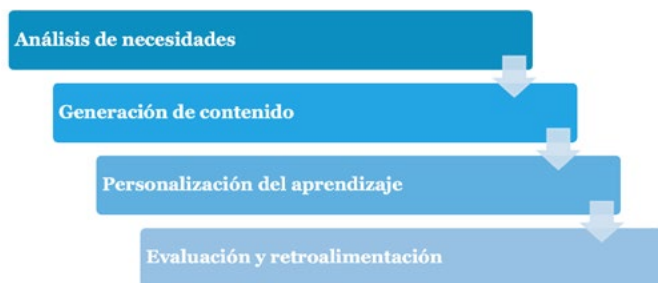 Análisis de necesidades
Generación de contenido
Personalización del aprendizaje
Evaluación y retroalimentación